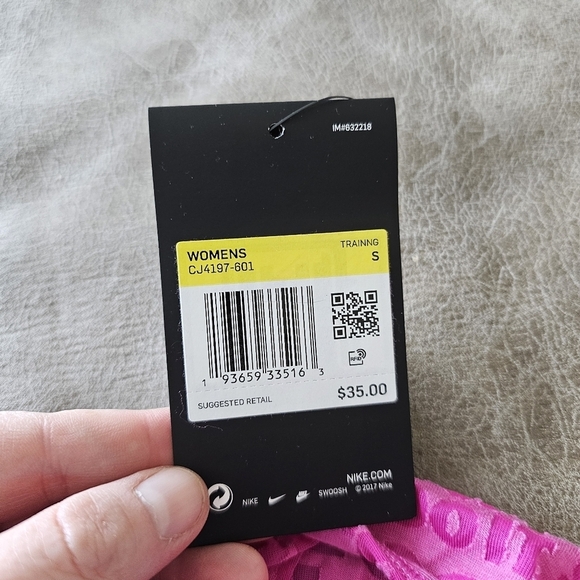 IM#632218
WOMENS TRAINNG
CJ4197-601 S
RFID
1 93659 33516 3
SUGGESTED RETAIL $35.00
NIKE.COM
NIKE SWOOSH © 2017 Nike